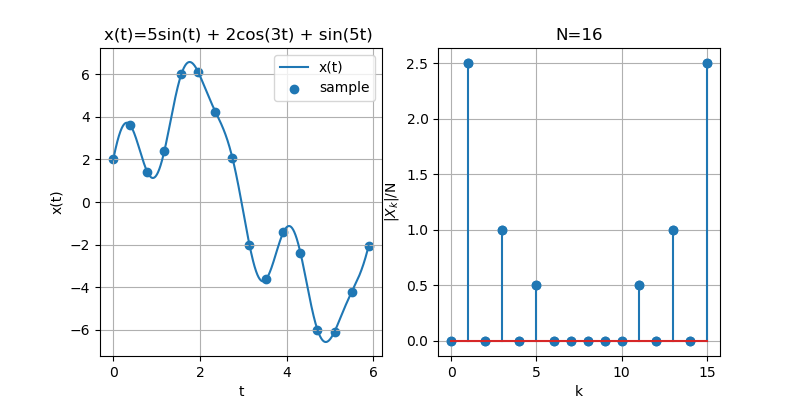 x(t)=5sin(t) + 2cos(3t) + sin(5t)
x(t)
sample
6
4
2
0
−2
−4
−6
x(t)
0
2
4
6
t
N=16
2.5
2.0
1.5
1.0
0.5
0.0
|X_k|/N
0
5
10
15
k